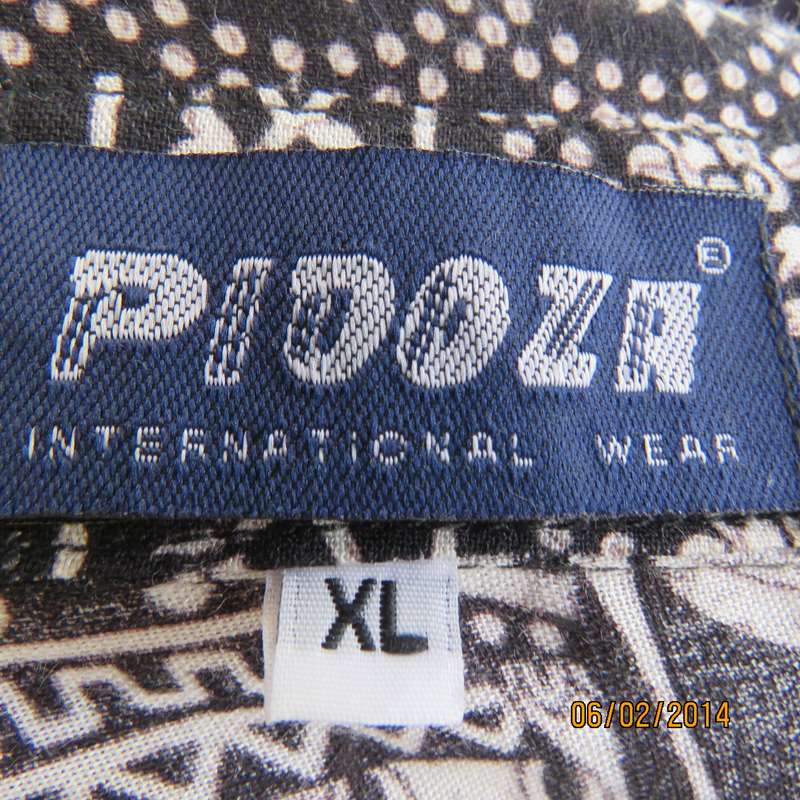 PIDOZA Ⓔ
INTERNATIONAL WEAR
XL
06/02/2014